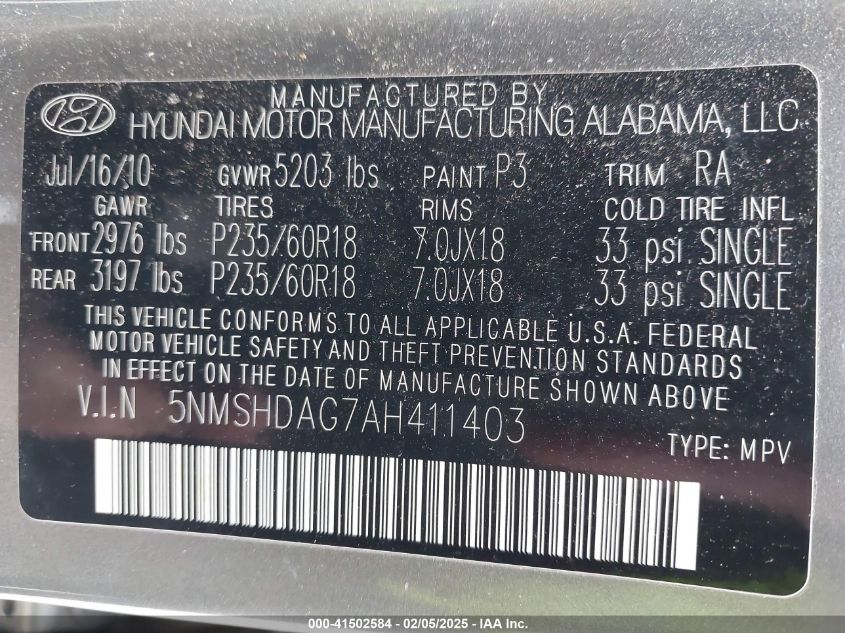 MANUFACTURED BY
HYUNDAI MOTOR MANUFACTURING ALABAMA, LLC
Jul/16/10 GVWR 5203 lbs PAINT P3 TRIM RA
GAWR TIRES RIMS COLD TIRE INFL
FRONT 2976 lbs P235/60R18 7.0JX18 33 psi SINGLE
REAR 3197 lbs P235/60R18 7.0JX18 33 psi SINGLE
THIS VEHICLE CONFORMS TO ALL APPLICABLE U.S.A. FEDERAL
MOTOR VEHICLE SAFETY AND THEFT PREVENTION STANDARDS
IN EFFECT ON THE DATE OF MANUFACTURE SHOWN ABOVE
V.I.N 5NMSHDAG7AH411403
TYPE: MPV
000-41502584 - 02/05/2025 - IAA Inc.